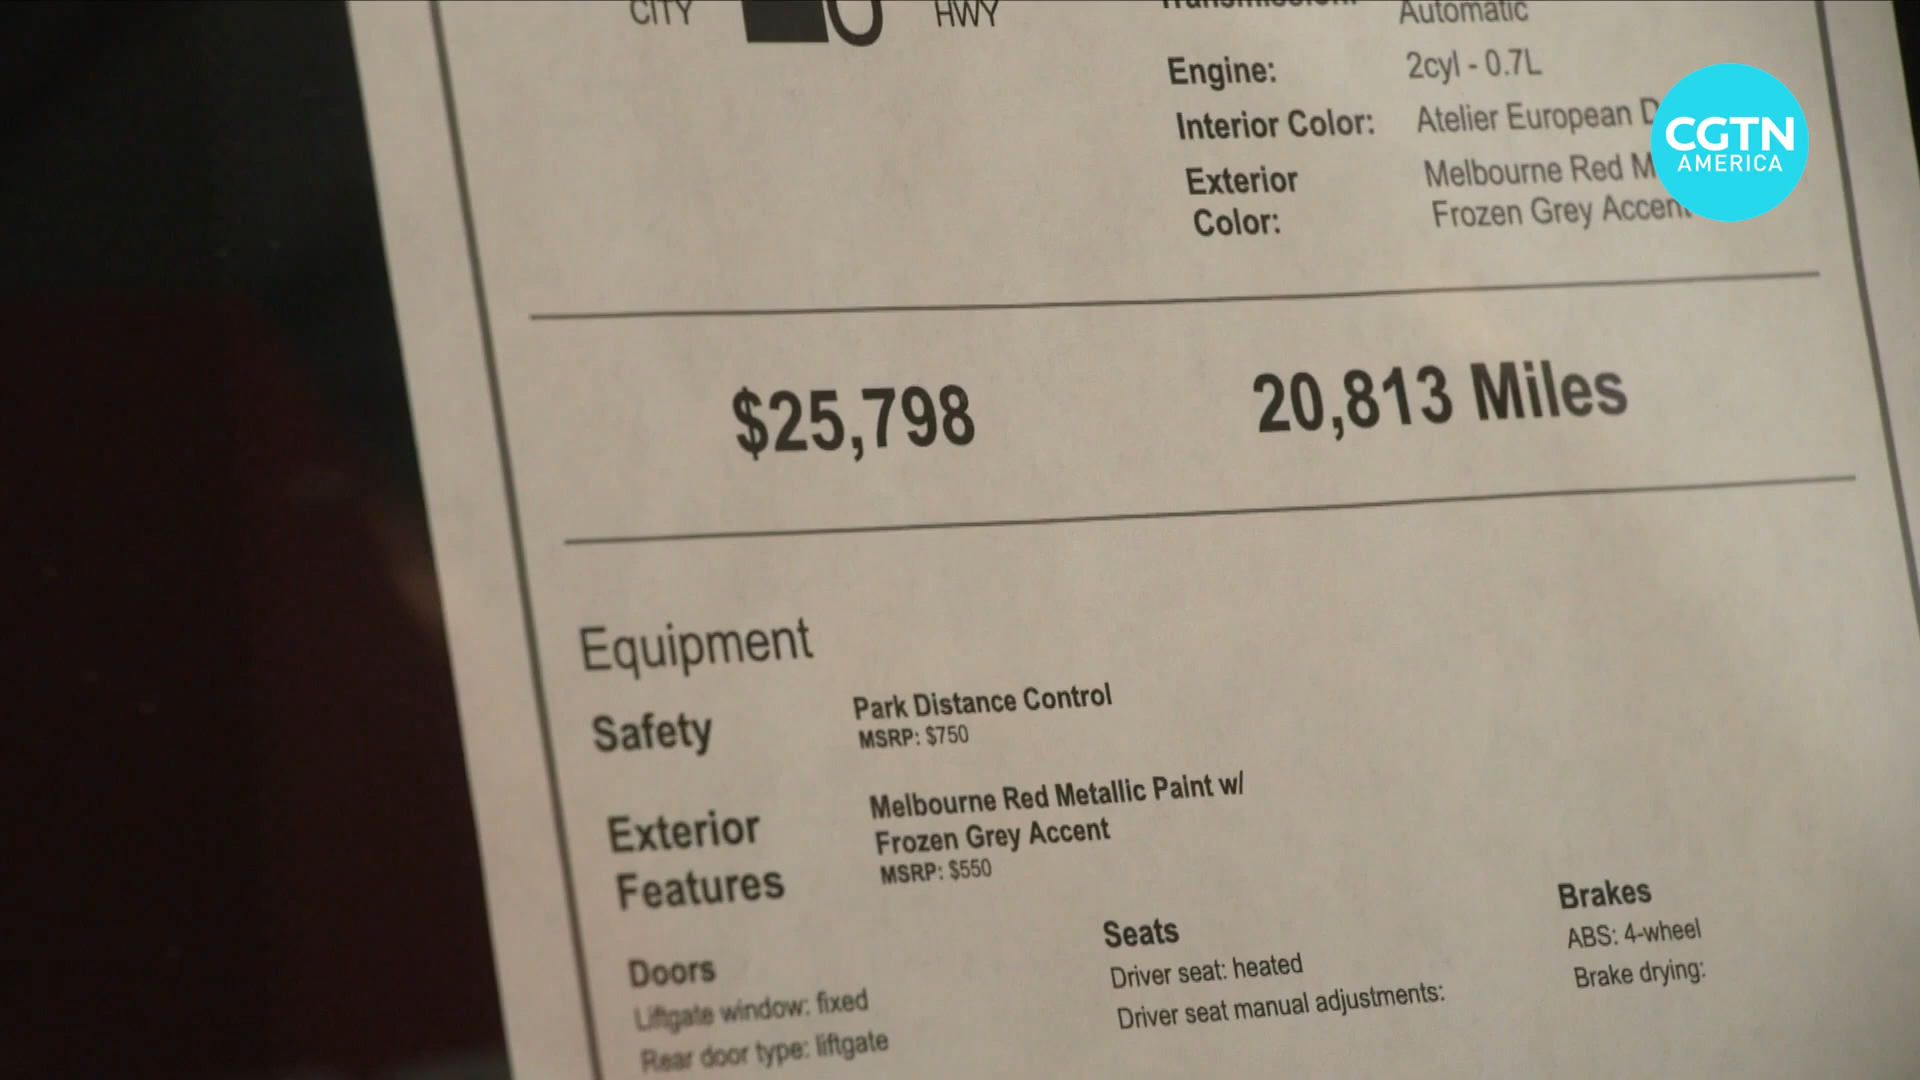 CITY
HWY
Transmission:
Automatic
Engine:
2cyl - 0.7L
Interior Color:
Atelier European
Exterior
Color:
Melbourne Red
Frozen Grey Accent
CGTN
AMERICA
$25,798
20,813 Miles
Equipment
Safety
Park Distance Control
MSRP: $750
Exterior
Features
Melbourne Red Metallic Paint w/
Frozen Grey Accent
MSRP: $550
Doors
Liftgate window: fixed
Rear door type: liftgate
Seats
Driver seat: heated
Driver seat manual adjustments:
Brakes
ABS: 4-wheel
Brake drying: